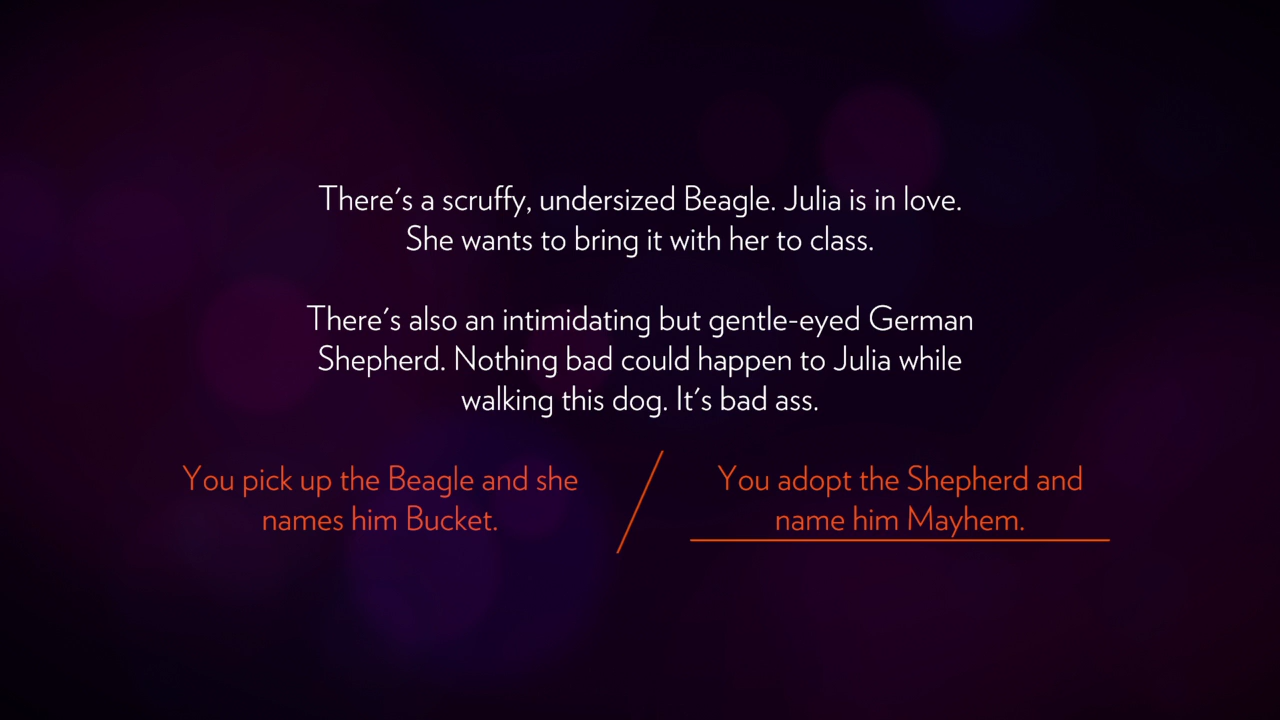 There's a scruffy, undersized Beagle. Julia is in love.
She wants to bring it with her to class.
There's also an intimidating but gentle-eyed German
Shepherd. Nothing bad could happen to Julia while
walking this dog. It's bad ass.
You pick up the Beagle and she
names him Bucket.
You adopt the Shepherd and
name him Mayhem.